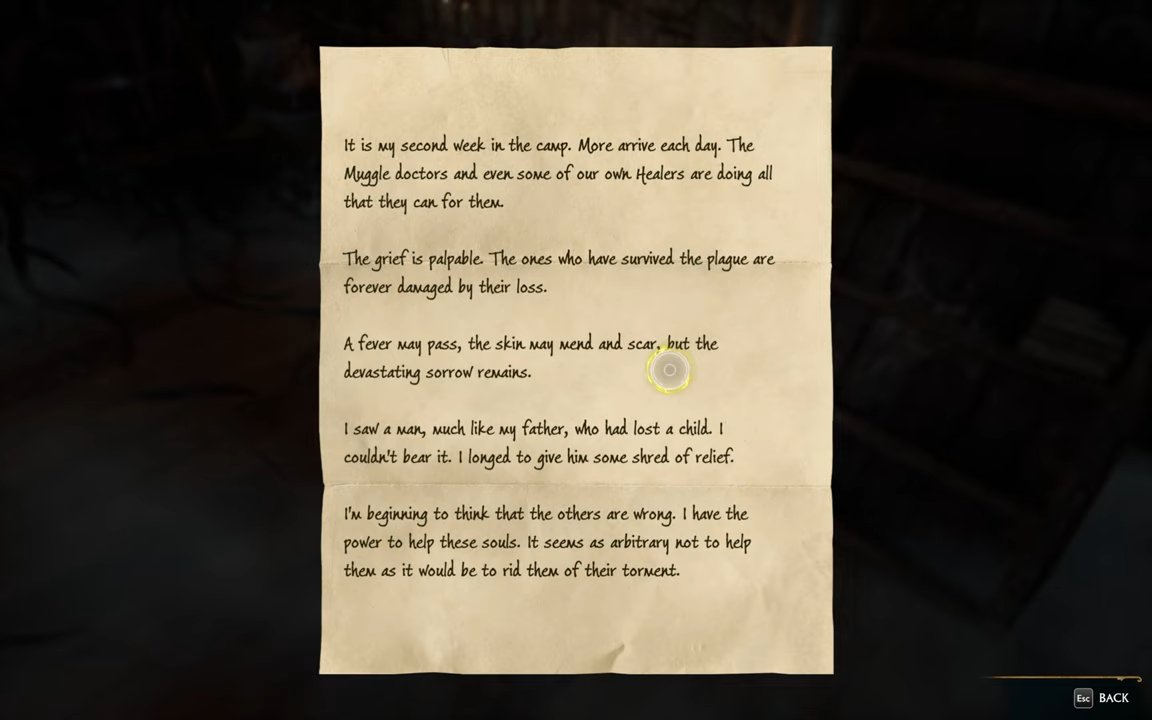 It is my second week in the camp. More arrive each day. The
Muggle doctors and even some of our own Healers are doing all
that they can for them.
The grief is palpable. The ones who have survived the plague are
forever damaged by their loss.
A fever may pass, the skin may mend and scar, but the
devastating sorrow remains.
I saw a man, much like my father, who had lost a child. I
couldn't bear it. I longed to give him some shred of relief.
I'm beginning to think that the others are wrong. I have the
power to help these souls. It seems as arbitrary not to help
them as it would be to rid them of their torment.
Esc BACK